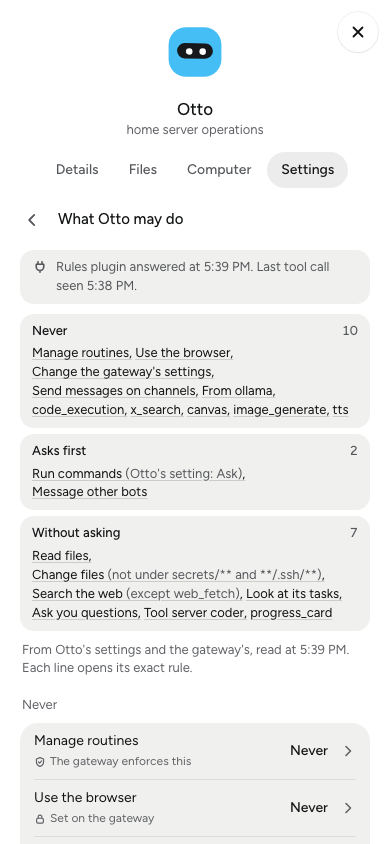 Otto
home server operations
Details Files Computer Settings
What Otto may do
Rules plugin answered at 5:39 PM. Last tool call
seen 5:38 PM.
Never 10
Manage routines, Use the browser,
Change the gateway's settings,
Send messages on channels, From ollama,
code_execution, x_search, canvas, image_generate, tts
Asks first 2
Run commands (Otto's setting: Ask),
Message other bots
Without asking 7
Read files,
Change files (not under secrets/** and **/.ssh/**),
Search the web (except web_fetch), Look at its tasks,
Ask you questions, Tool server coder, progress_card
From Otto's settings and the gateway's, read at 5:39 PM.
Each line opens its exact rule.
Never
Manage routines Never
The gateway enforces this
Use the browser Never
Set on the gateway